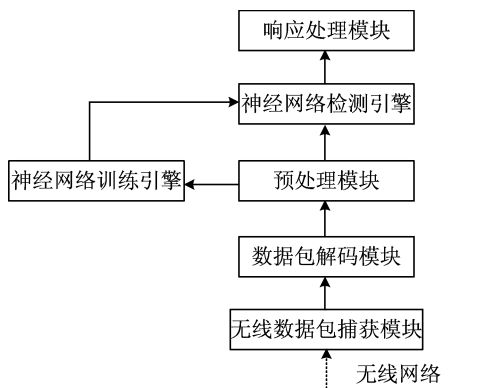 响应处理模块
神经网络检测引擎
神经网络训练引擎
预处理模块
数据包解码模块
无线数据包捕获模块
无线网络